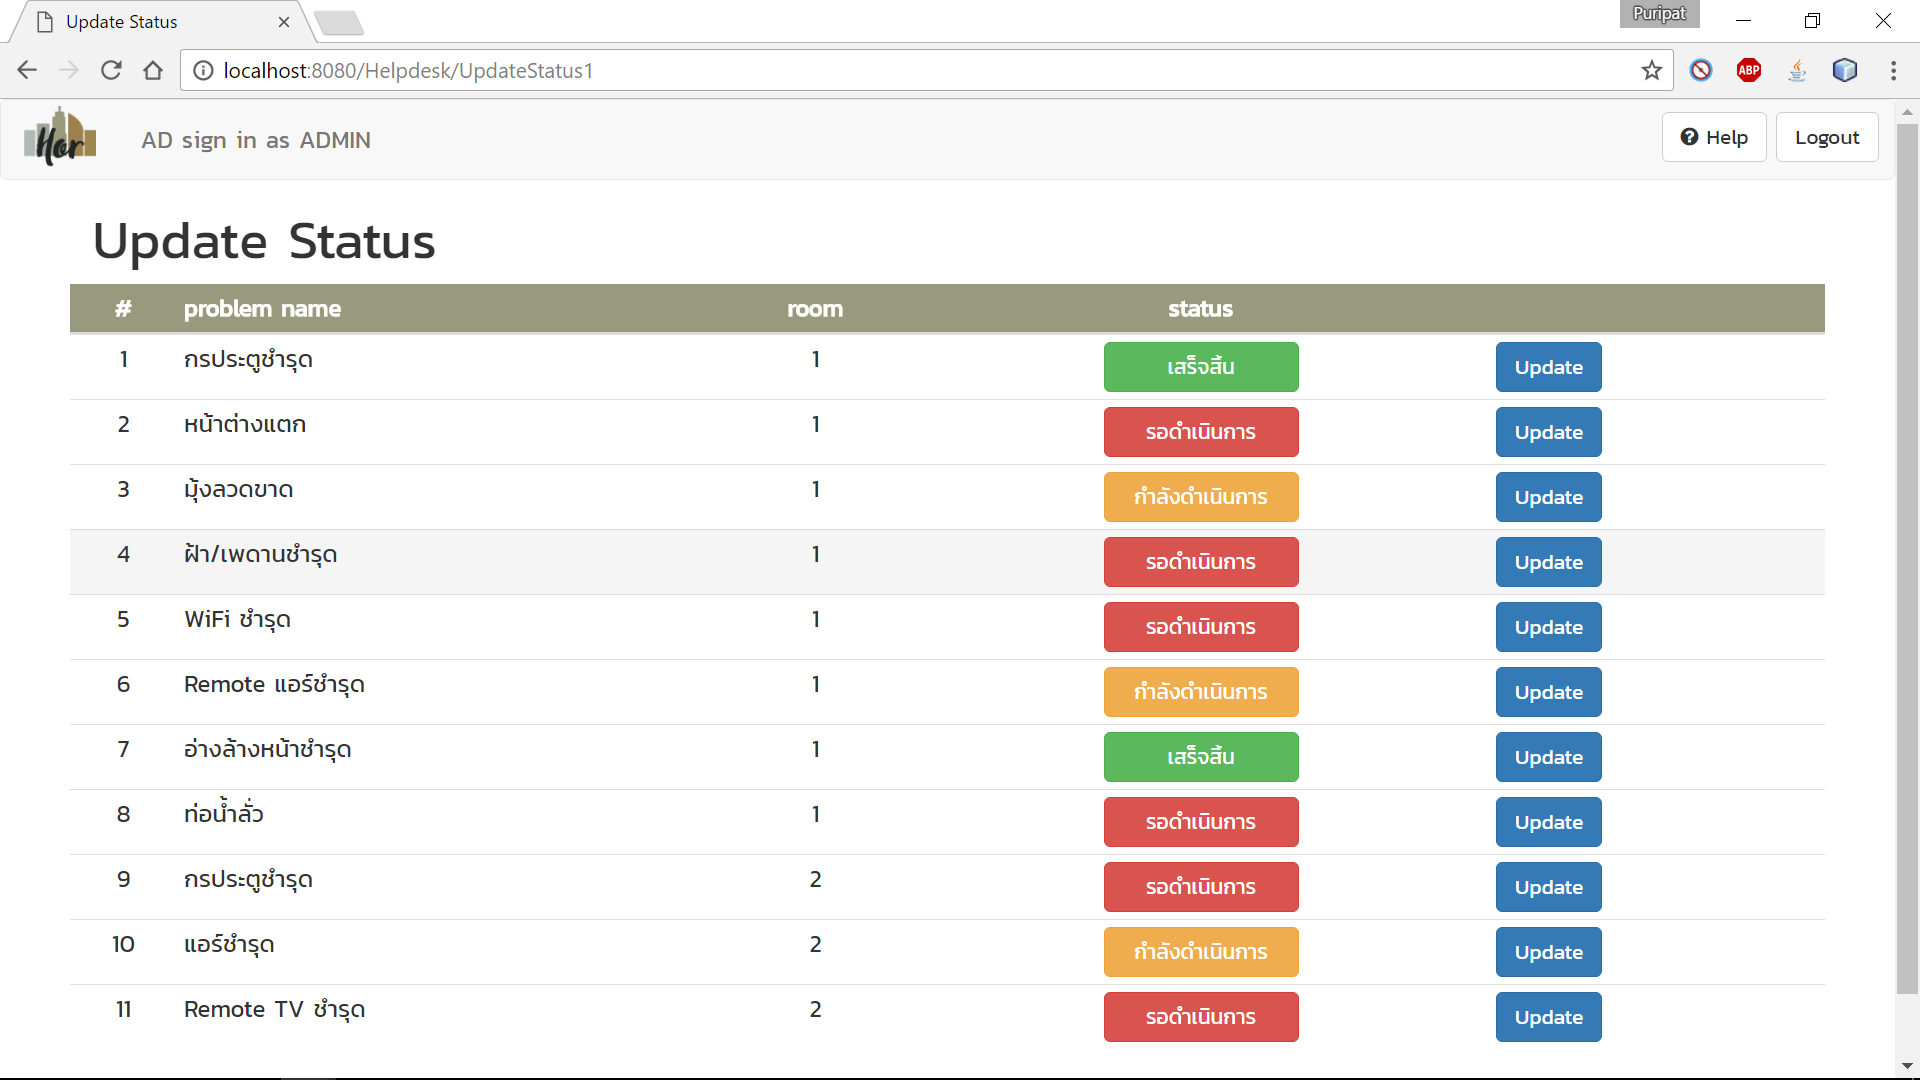 Update Status
Puripat
localhost:8080/Helpdesk/UpdateStatus1
ABP
Hor
AD sign in as ADMIN
Help
Logout
Update Status
# problem name room status
1 กรประตูชำรุด 1 เสร็จสิ้น Update
2 หน้าต่างแตก 1 รอดำเนินการ Update
3 มุ้งลวดขาด 1 กำลังดำเนินการ Update
4 ฝ้า/เพดานชำรุด 1 รอดำเนินการ Update
5 WiFi ชำรุด 1 รอดำเนินการ Update
6 Remote แอร์ชำรุด 1 กำลังดำเนินการ Update
7 อ่างล้างหน้าชำรุด 1 เสร็จสิ้น Update
8 ท่อน้ำลั่ว 1 รอดำเนินการ Update
9 กรประตูชำรุด 2 รอดำเนินการ Update
10 แอร์ชำรุด 2 กำลังดำเนินการ Update
11 Remote TV ชำรุด 2 รอดำเนินการ Update